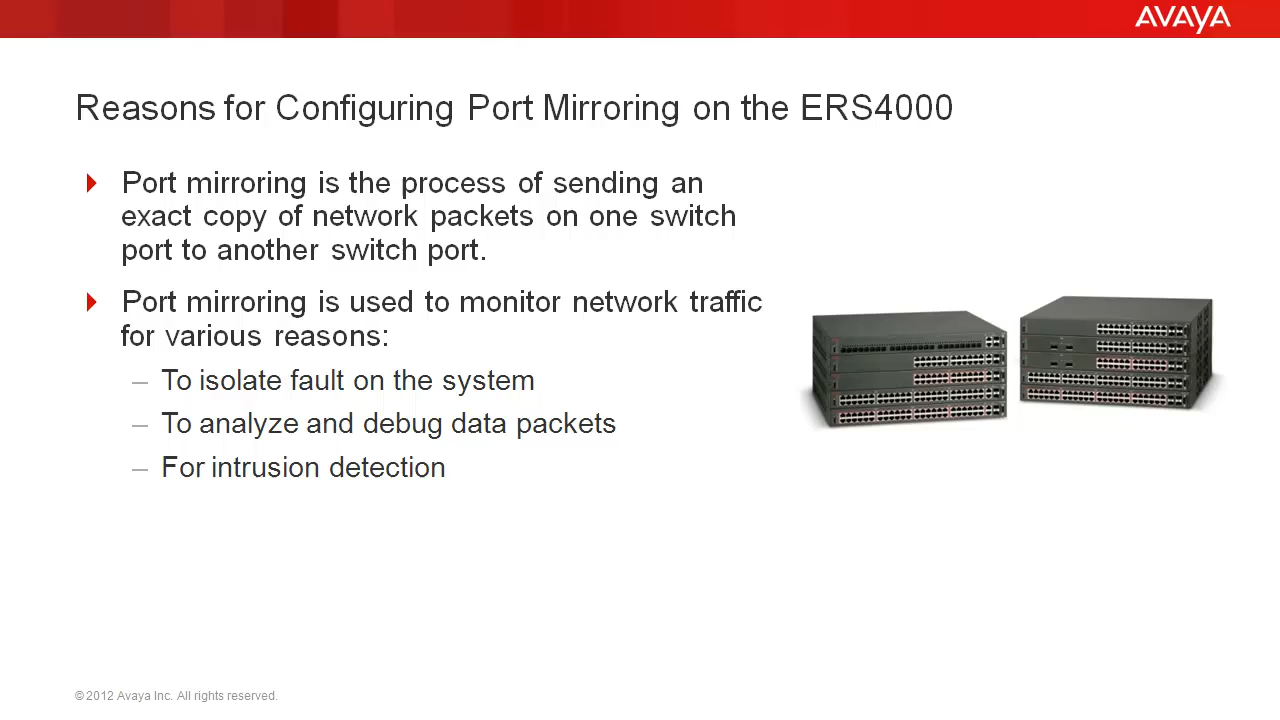 AVAYA
Reasons for Configuring Port Mirroring on the ERS4000
Port mirroring is the process of sending an
exact copy of network packets on one switch
port to another switch port.
Port mirroring is used to monitor network traffic
for various reasons:
– To isolate fault on the system
– To analyze and debug data packets
– For intrusion detection
© 2012 Avaya Inc. All rights reserved.